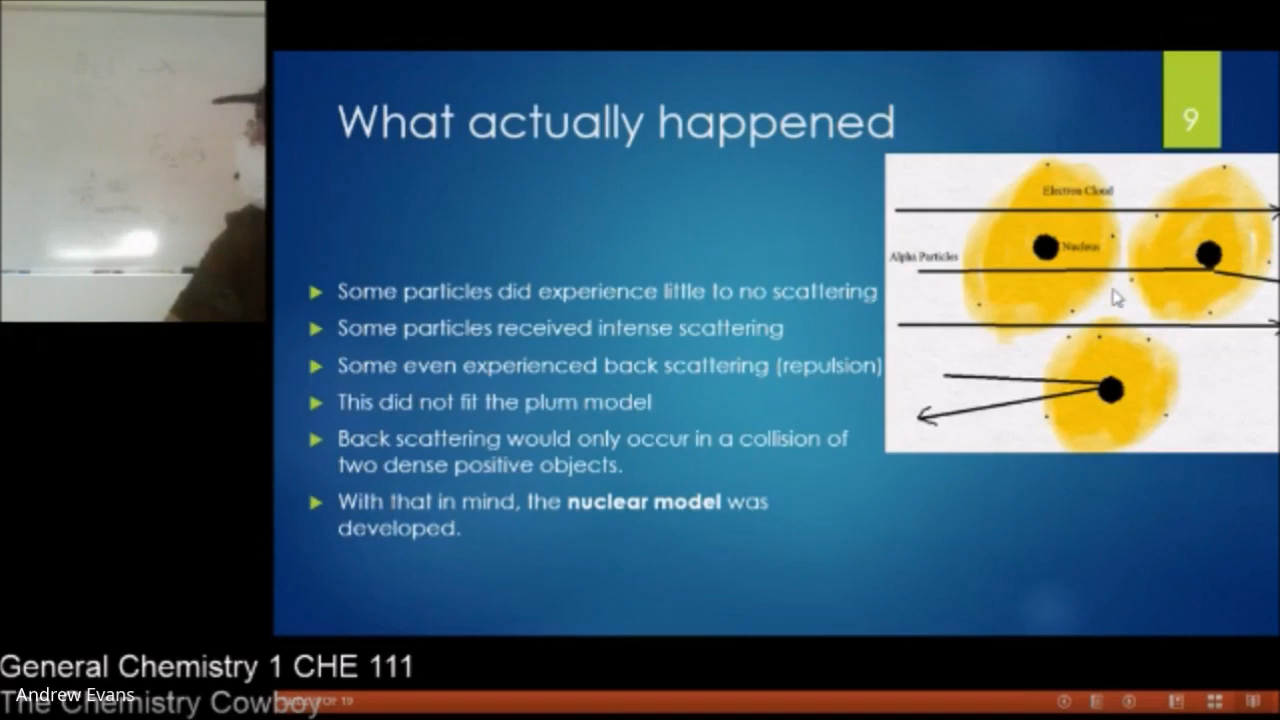 What actually happened
9
Electron Cloud
Nucleus
Alpha Particles
Some particles did experience little to no scattering
Some particles received intense scattering
Some even experienced back scattering (repulsion)
This did not fit the plum model
Back scattering would only occur in a collision of
two dense positive objects.
With that in mind, the nuclear model was
developed.
General Chemistry 1 CHE 111
Andrew Evans
The Chemistry Cowboy
OF 19